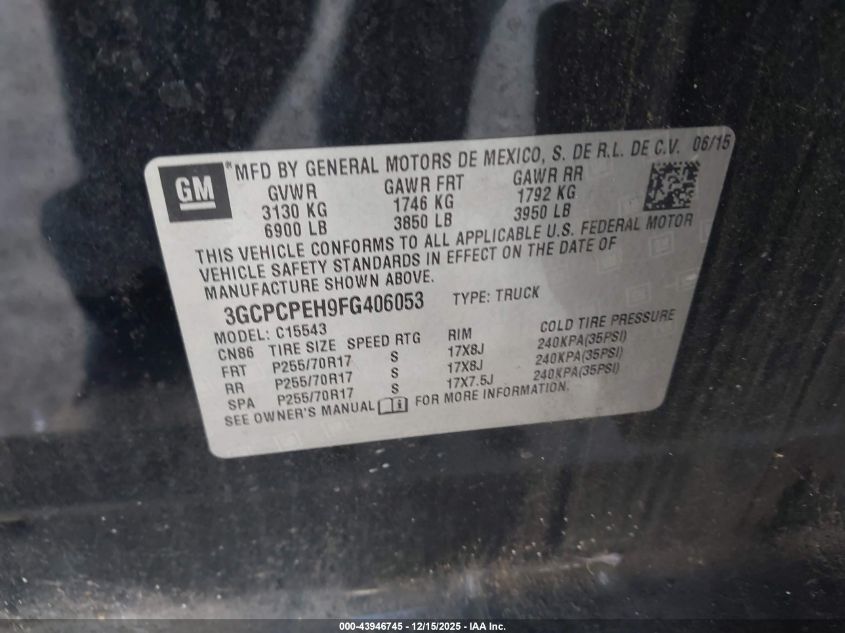 GM
® MFD BY GENERAL MOTORS DE MEXICO, S. DE R.L. DE C.V. 06/15
GVWR GAWR FRT GAWR RR
3130 KG 1746 KG 1792 KG
6900 LB 3850 LB 3950 LB
THIS VEHICLE CONFORMS TO ALL APPLICABLE U.S. FEDERAL MOTOR
VEHICLE SAFETY STANDARDS IN EFFECT ON THE DATE OF
MANUFACTURE SHOWN ABOVE.
3GCPCPEH9FG406053 TYPE: TRUCK
MODEL: C15543
CN86 TIRE SIZE SPEED RTG RIM COLD TIRE PRESSURE
FRT P255/70R17 S 17X8J 240KPA(35PSI)
RR P255/70R17 S 17X8J 240KPA(35PSI)
SPA P255/70R17 S 17X7.5J 240KPA(35PSI)
SEE OWNER'S MANUAL FOR MORE INFORMATION.
000-43946745 - 12/15/2025 - IAA Inc.